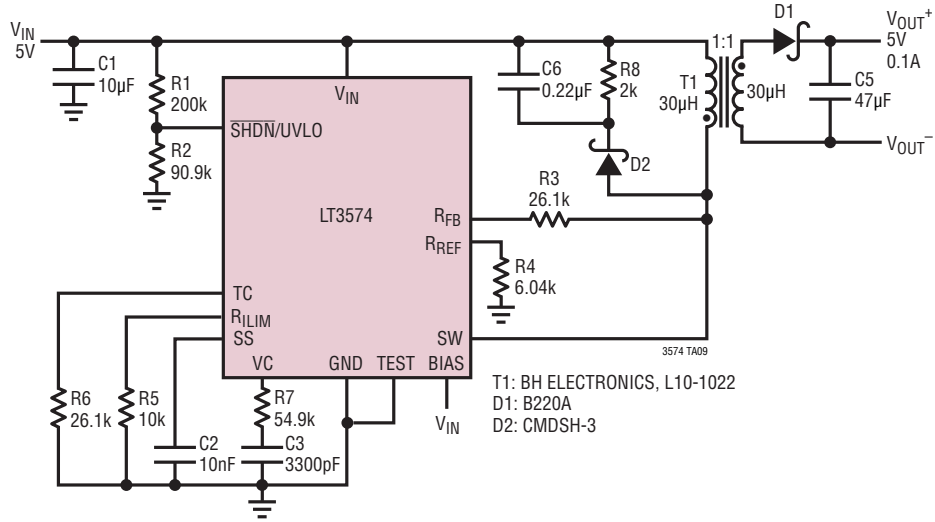 VIN
5V
C1
10µF
R1
200k
R2
90.9k
VIN
SHDN/UVLO
LT3574
RFB
RREF
TC
RILIM
SS
SW
VC
GND
TEST
BIAS
VIN
R6
26.1k
R5
10k
C2
10nF
R7
54.9k
C3
3300pF
C6
0.22µF
R8
2k
D2
R3
26.1k
R4
6.04k
T1
30µH
1:1
30µH
D1
VOUT+
5V
0.1A
C5
47µF
VOUT–
3574 TA09
T1: BH ELECTRONICS, L10-1022
D1: B220A
D2: CMDSH-3